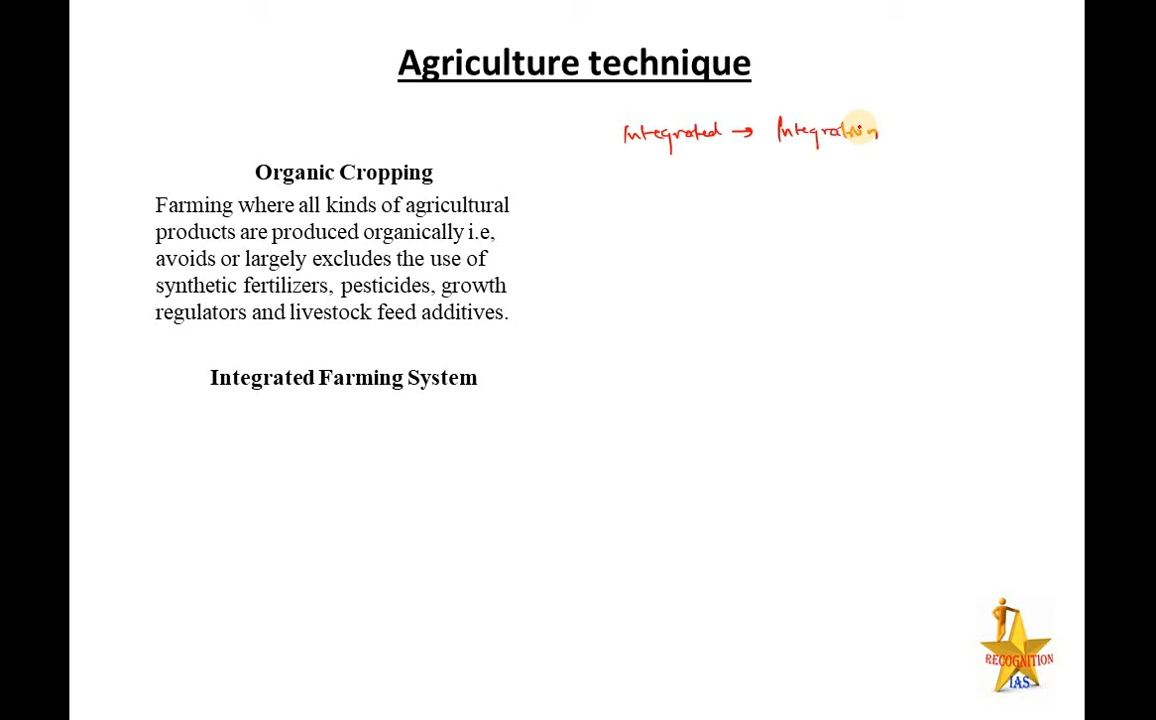 Agriculture technique
Integrated → Integration
Organic Cropping
Farming where all kinds of agricultural
products are produced organically i.e,
avoids or largely excludes the use of
synthetic fertilizers, pesticides, growth
regulators and livestock feed additives.
Integrated Farming System
RECOGNITION
IAS